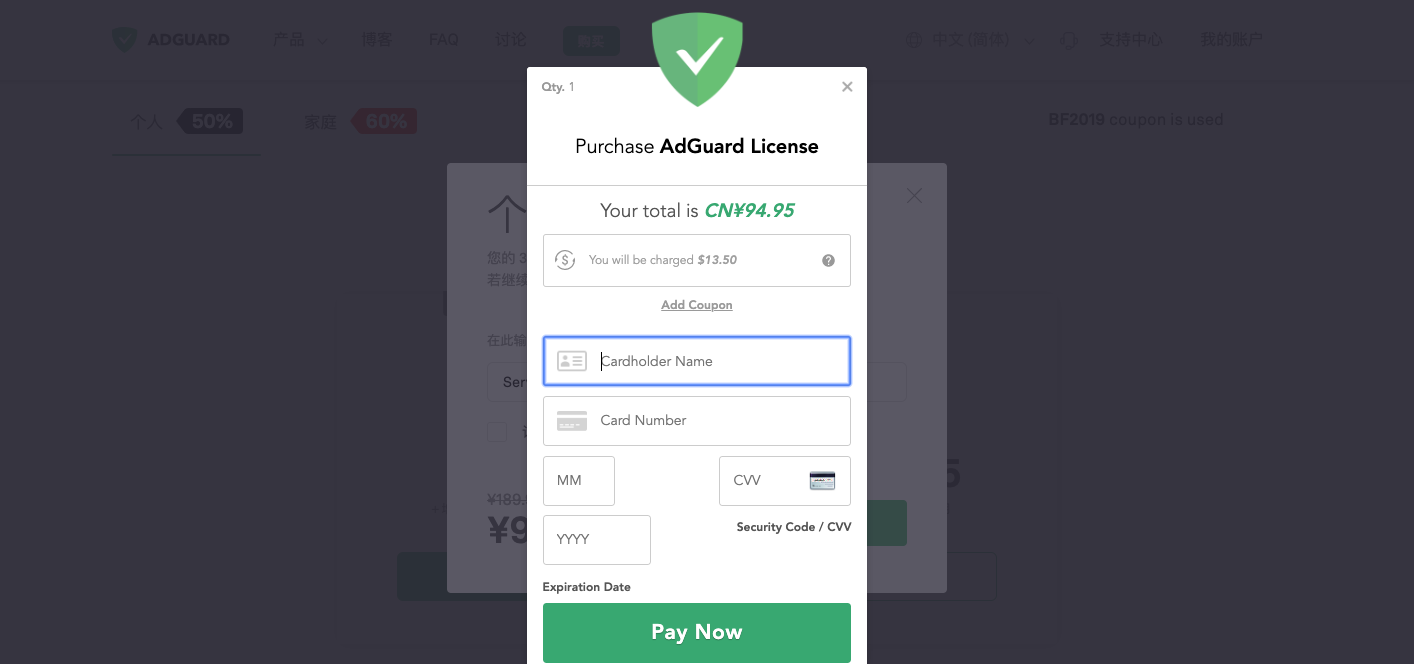 ADGUARD 产品 博客 FAQ 讨论 购买 中文 (简体) 支持中心 我的账户
Qty. 1
个人 50% 家庭 60% BF2019 coupon is used
Purchase AdGuard License
Your total is CN¥94.95
个
您的 3
若继续
You will be charged $13.50
Add Coupon
在此输
Cardholder Name
Ser
Card Number
MM
CVV
¥189.
¥9
5
Security Code / CVV
YYYY
Expiration Date
Pay Now